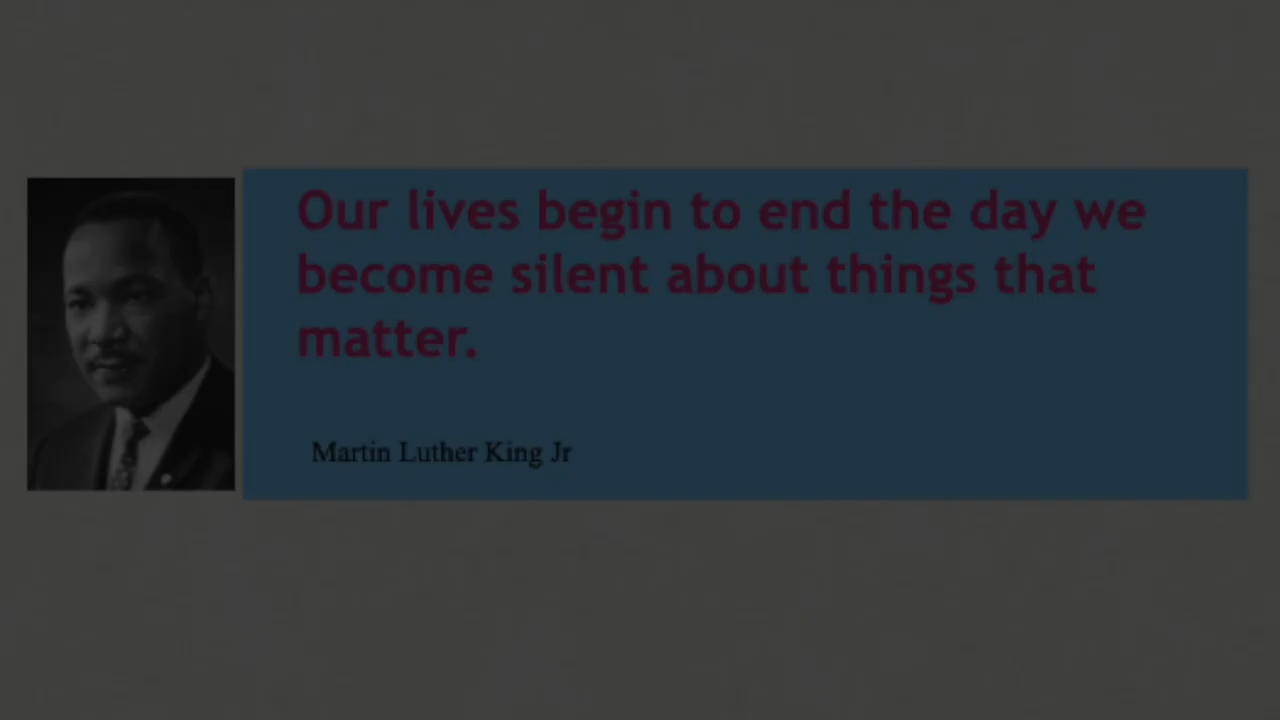 Our lives begin to end the day we
become silent about things that
matter.
Martin Luther King Jr